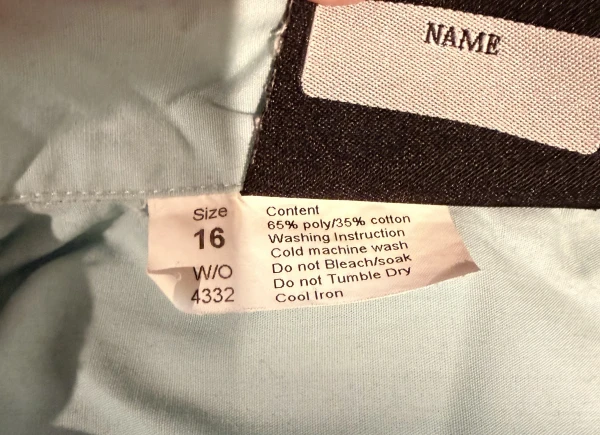 NAME
Size
16
W/O
4332
Content
65% poly/35% cotton
Washing Instruction
Cold machine wash
Do not Bleach/soak
Do not Tumble Dry
Cool Iron